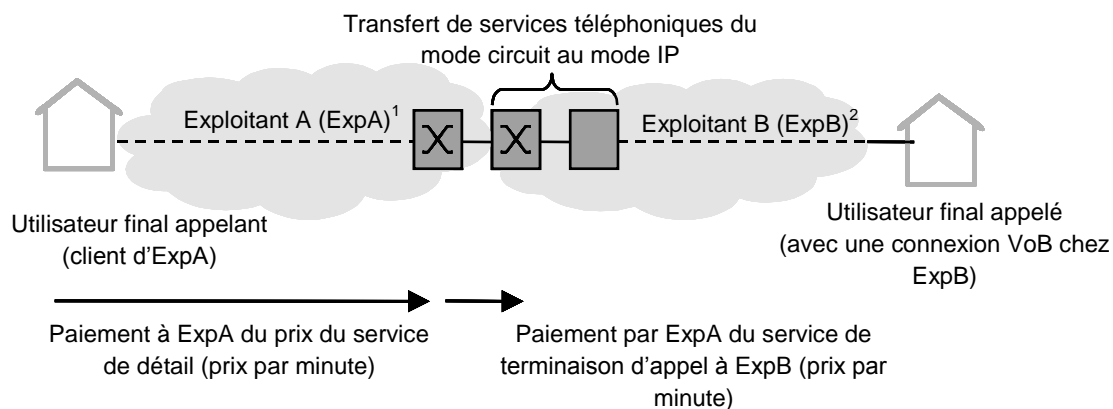 Transfert de services téléphoniques du
mode circuit au mode IP
Exploitant A (ExpA)1
Exploitant B (ExpB)2
Utilisateur final appelant
(client d’ExpA)
Utilisateur final appelé
(avec une connexion VoB chez
ExpB)
Paiement à ExpA du prix du service
de détail (prix par minute)
Paiement par ExpA du service de
terminaison d’appel à ExpB (prix par
minute)